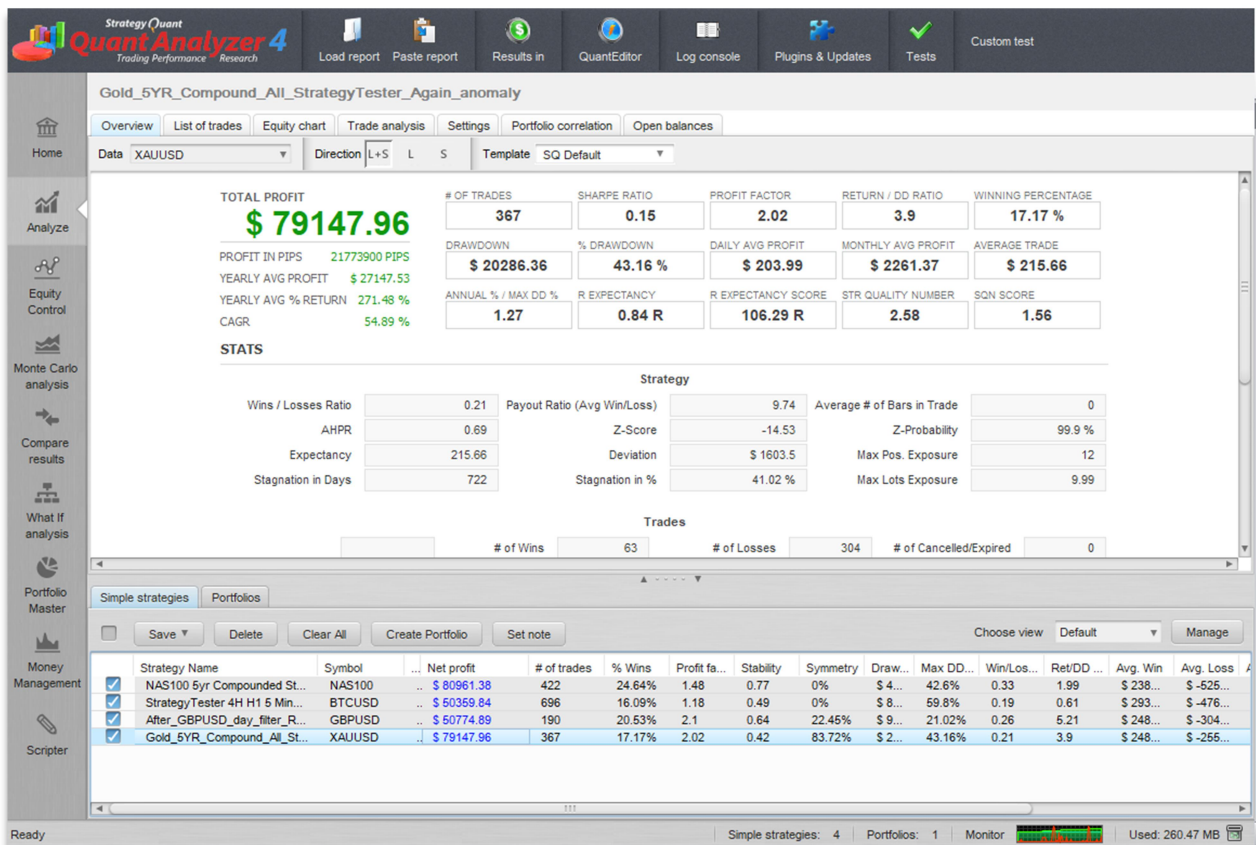 Strategy Quant
QuantAnalyzer 4
Trading Performance Research
Load report Paste report Results in QuantEditor Log console Plugins & Updates Tests Custom test
Gold_5YR_Compound_All_StrategyTester_Again_anomaly
Overview List of trades Equity chart Trade analysis Settings Portfolio correlation Open balances
Data XAUUSD Direction L+S L S Template SQ Default
Home
Analyze
Equity Control
Monte Carlo analysis
Compare results
What If analysis
Portfolio Master
Money Management
Scripter
TOTAL PROFIT
$ 79147.96
PROFIT IN PIPS 21773900 PIPS
YEARLY AVG PROFIT $ 27147.53
YEARLY AVG % RETURN 271.48 %
CAGR 54.89 %
# OF TRADES SHARPE RATIO PROFIT FACTOR RETURN / DD RATIO WINNING PERCENTAGE
367 0.15 2.02 3.9 17.17 %
DRAWDOWN % DRAWDOWN DAILY AVG PROFIT MONTHLY AVG PROFIT AVERAGE TRADE
$ 20286.36 43.16 % $ 203.99 $ 2261.37 $ 215.66
ANNUAL % / MAX DD % R EXPECTANCY R EXPECTANCY SCORE STR QUALITY NUMBER SQN SCORE
1.27 0.84 R 106.29 R 2.58 1.56
STATS
Strategy
Wins / Losses Ratio 0.21 Payout Ratio (Avg Win/Loss) 9.74 Average # of Bars in Trade 0
AHPR 0.69 Z-Score -14.53 Z-Probability 99.9 %
Expectancy 215.66 Deviation $ 1603.5 Max Pos. Exposure 12
Stagnation in Days 722 Stagnation in % 41.02 % Max Lots Exposure 9.99
Trades
# of Wins 63 # of Losses 304 # of Cancelled/Expired 0
Simple strategies Portfolios
Save Delete Clear All Create Portfolio Set note Choose view Default Manage
Strategy Name Symbol ... Net profit # of trades % Wins Profit fa... Stability Symmetry Draw... Max DD... Win/Los... Ret/DD ... Avg. Win Avg. Loss
NAS100 5yr Compounded St... NAS100 .. $ 80961.38 422 24.64% 1.48 0.77 0% $ 4... 42.6% 0.33 1.99 $ 238... $ -525...
StrategyTester 4H H1 5 Min... BTCUSD .. $ 50359.84 696 16.09% 1.18 0.49 0% $ 8... 59.8% 0.19 0.61 $ 293... $ -476...
After_GBPUSD_day_filter_R... GBPUSD .. $ 50774.89 190 20.53% 2.1 0.64 22.45% $ 9... 21.02% 0.26 5.21 $ 248... $ -304...
Gold_5YR_Compound_All_St... XAUUSD .. $ 79147.96 367 17.17% 2.02 0.42 83.72% $ 2... 43.16% 0.21 3.9 $ 248... $ -255...
Ready Simple strategies: 4 Portfolios: 1 Monitor Used: 260.47 MB